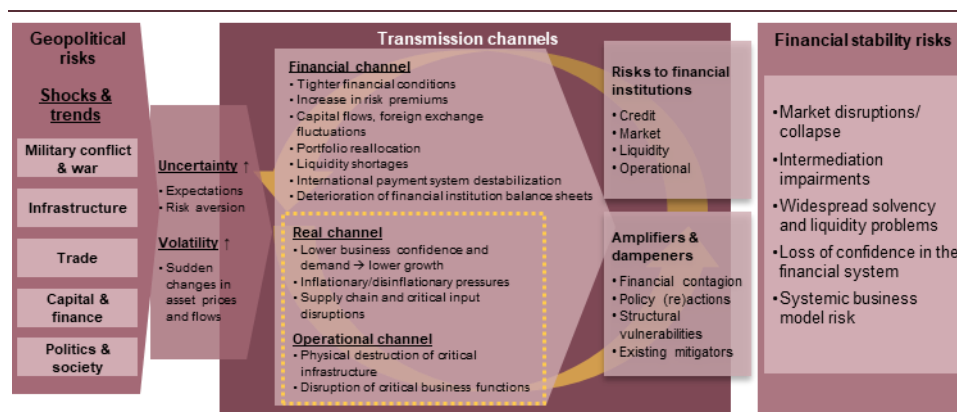 Geopolitical
risks
Shocks &
trends
Military conflict
& war
Infrastructure
Trade
Capital &
finance
Politics &
society
Uncertainty ↑
• Expectations
• Risk aversion
Volatility ↑
• Sudden
changes in
asset prices
and flows
Transmission channels
Financial channel
• Tighter financial conditions
• Increase in risk premiums
• Capital flows, foreign exchange
fluctuations
• Portfolio reallocation
• Liquidity shortages
• International payment system destabilization
• Deterioration of financial institution balance sheets
Real channel
• Lower business confidence and
demand → lower growth
• Inflationary/disinflationary pressures
• Supply chain and critical input
disruptions
Operational channel
• Physical destruction of critical
infrastructure
• Disruption of critical business functions
Risks to financial
institutions
• Credit
• Market
• Liquidity
• Operational
Amplifiers &
dampeners
• Financial contagion
• Policy (re)actions
• Structural
vulnerabilities
• Existing mitigators
Financial stability risks
• Market disruptions/
collapse
• Intermediation
impairments
• Widespread solvency
and liquidity problems
• Loss of confidence in the
financial system
• Systemic business
model risk